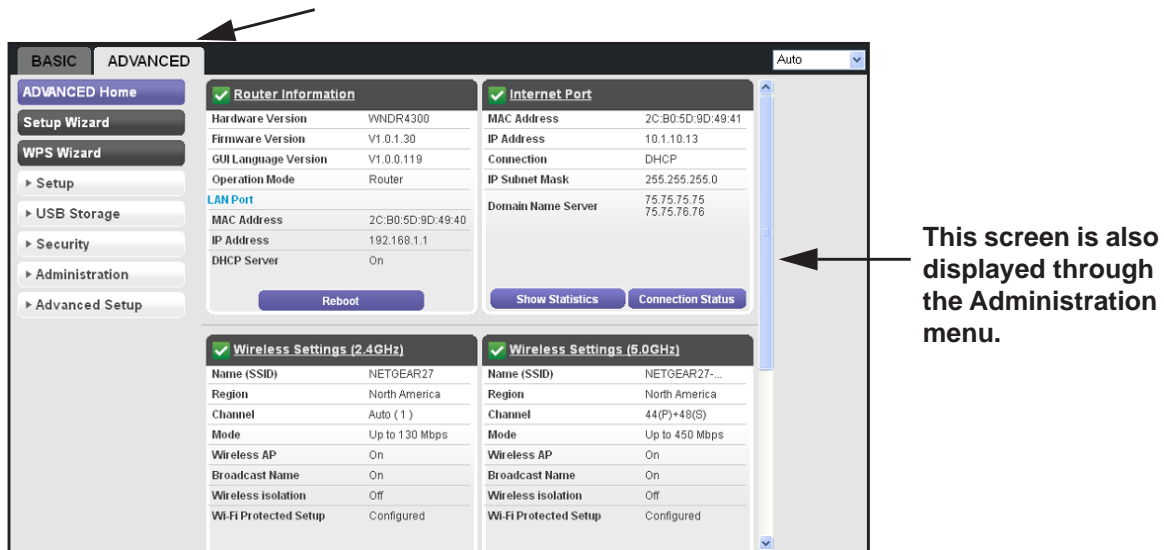 BASIC ADVANCED Auto
ADVANCED Home
Setup Wizard
WPS Wizard
Setup
USB Storage
Security
Administration
Advanced Setup
Router Information
Hardware Version WNDR4300
Firmware Version V1.0.1.30
GUI Language Version V1.0.0.119
Operation Mode Router
LAN Port
MAC Address 2C:B0:5D:9D:49:40
IP Address 192.168.1.1
DHCP Server On
Reboot
Internet Port
MAC Address 2C:B0:5D:9D:49:41
IP Address 10.1.10.13
Connection DHCP
IP Subnet Mask 255.255.255.0
Domain Name Server 75.75.75.75
75.75.76.76
Show Statistics Connection Status
Wireless Settings (2.4GHz)
Name (SSID) NETGEAR27
Region North America
Channel Auto ( 1 )
Mode Up to 130 Mbps
Wireless AP On
Broadcast Name On
Wireless isolation Off
Wi-Fi Protected Setup Configured
Wireless Settings (5.0GHz)
Name (SSID) NETGEAR27-...
Region North America
Channel 44(P)+48(S)
Mode Up to 450 Mbps
Wireless AP On
Broadcast Name On
Wireless isolation Off
Wi-Fi Protected Setup Configured
This screen is also
displayed through
the Administration
menu.